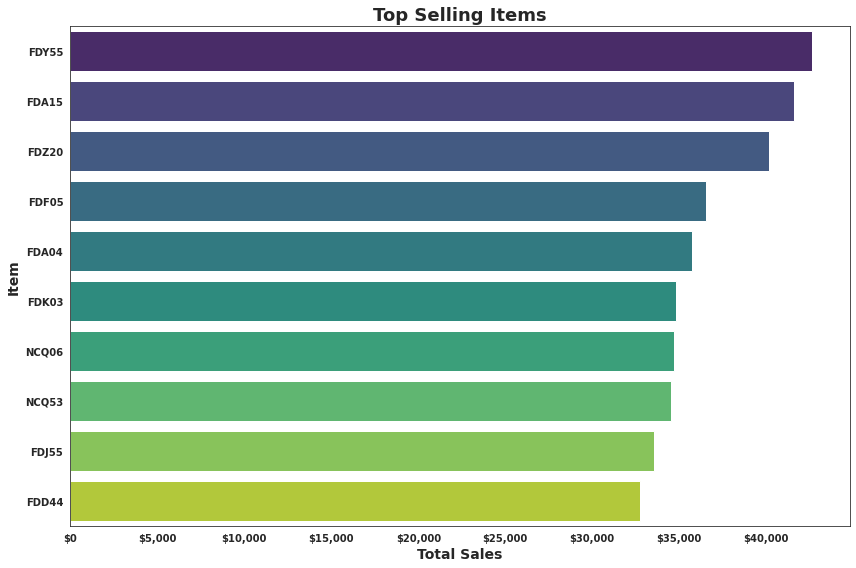 Top Selling Items
Item
FDY55
FDA15
FDZ20
FDF05
FDA04
FDK03
NCQ06
NCQ53
FDJ55
FDD44
$0 $5,000 $10,000 $15,000 $20,000 $25,000 $30,000 $35,000 $40,000
Total Sales